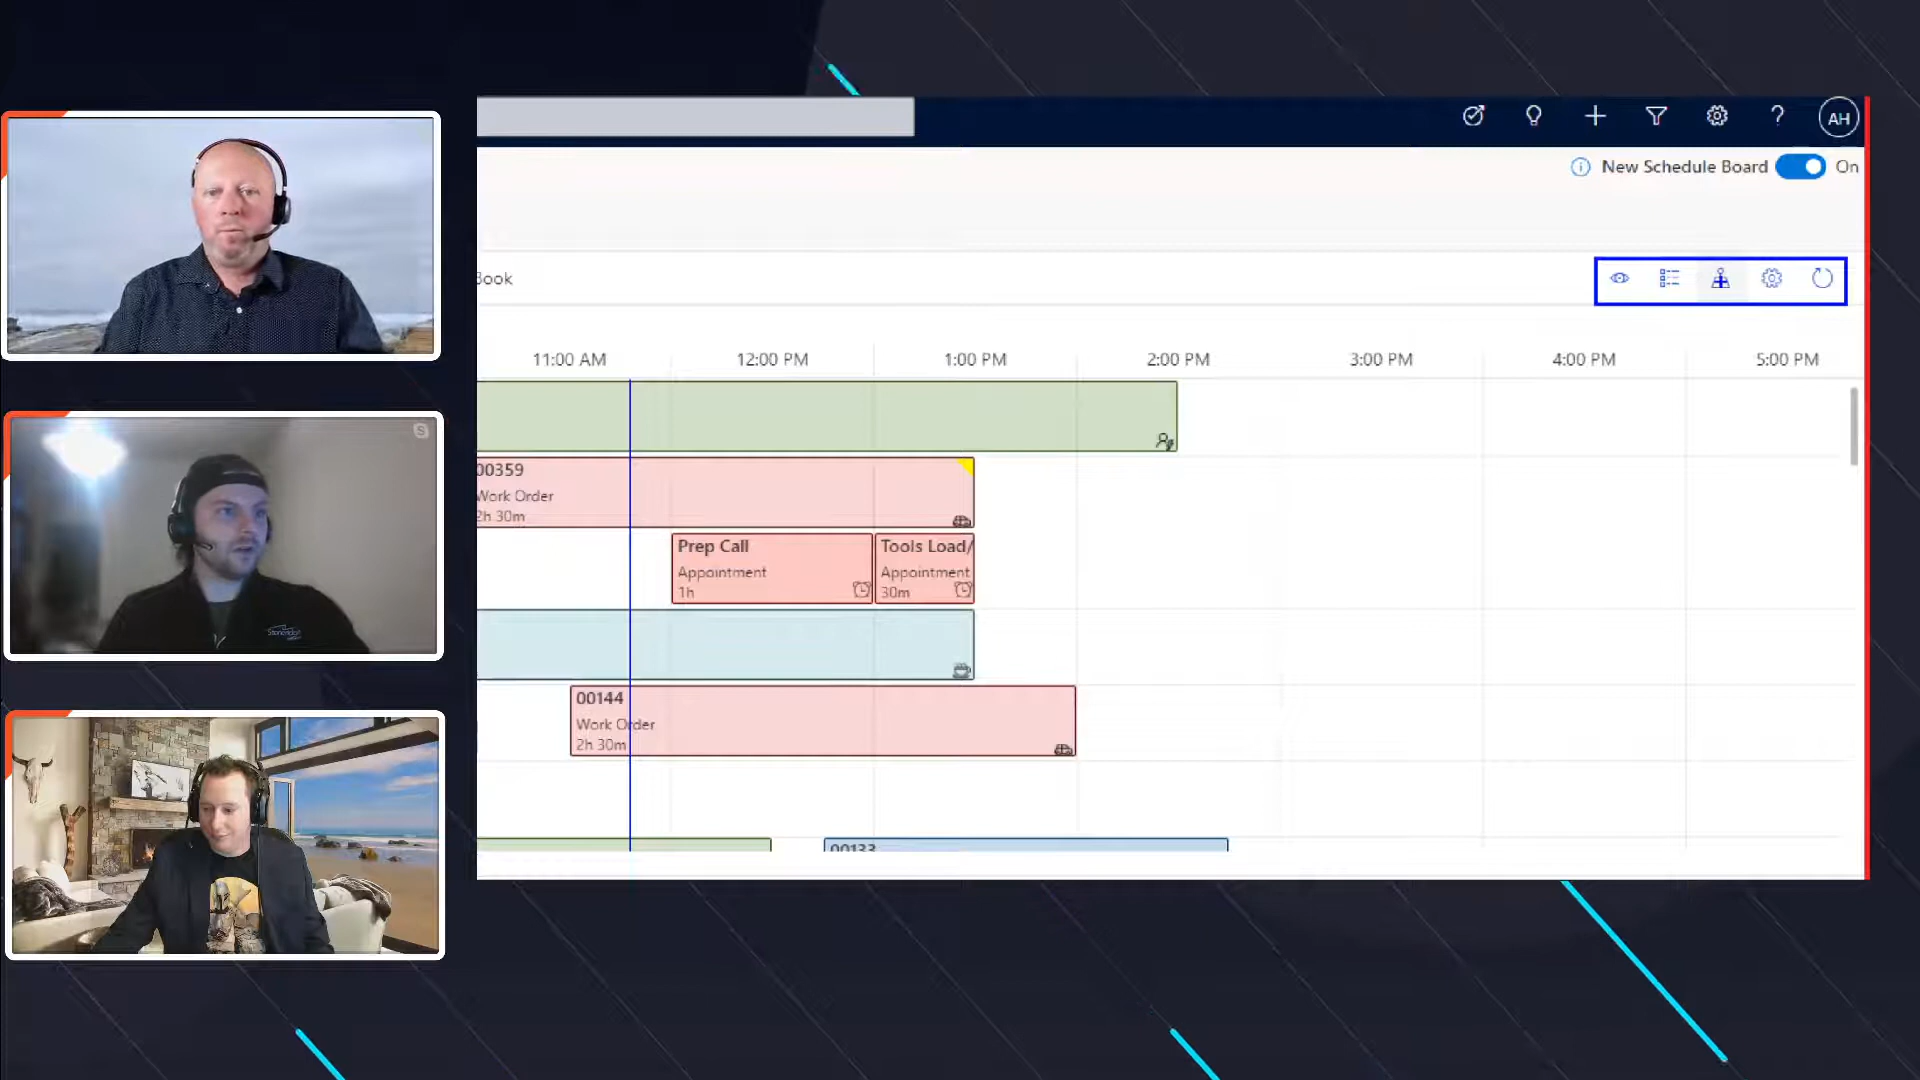 AH
New Schedule Board On
Book
11:00 AM 12:00 PM 1:00 PM 2:00 PM 3:00 PM 4:00 PM 5:00 PM
00359
Work Order
2h 30m
Prep Call
Appointment
1h
Tools Load/
Appointment
30m
00144
Work Order
2h 30m
00133
S